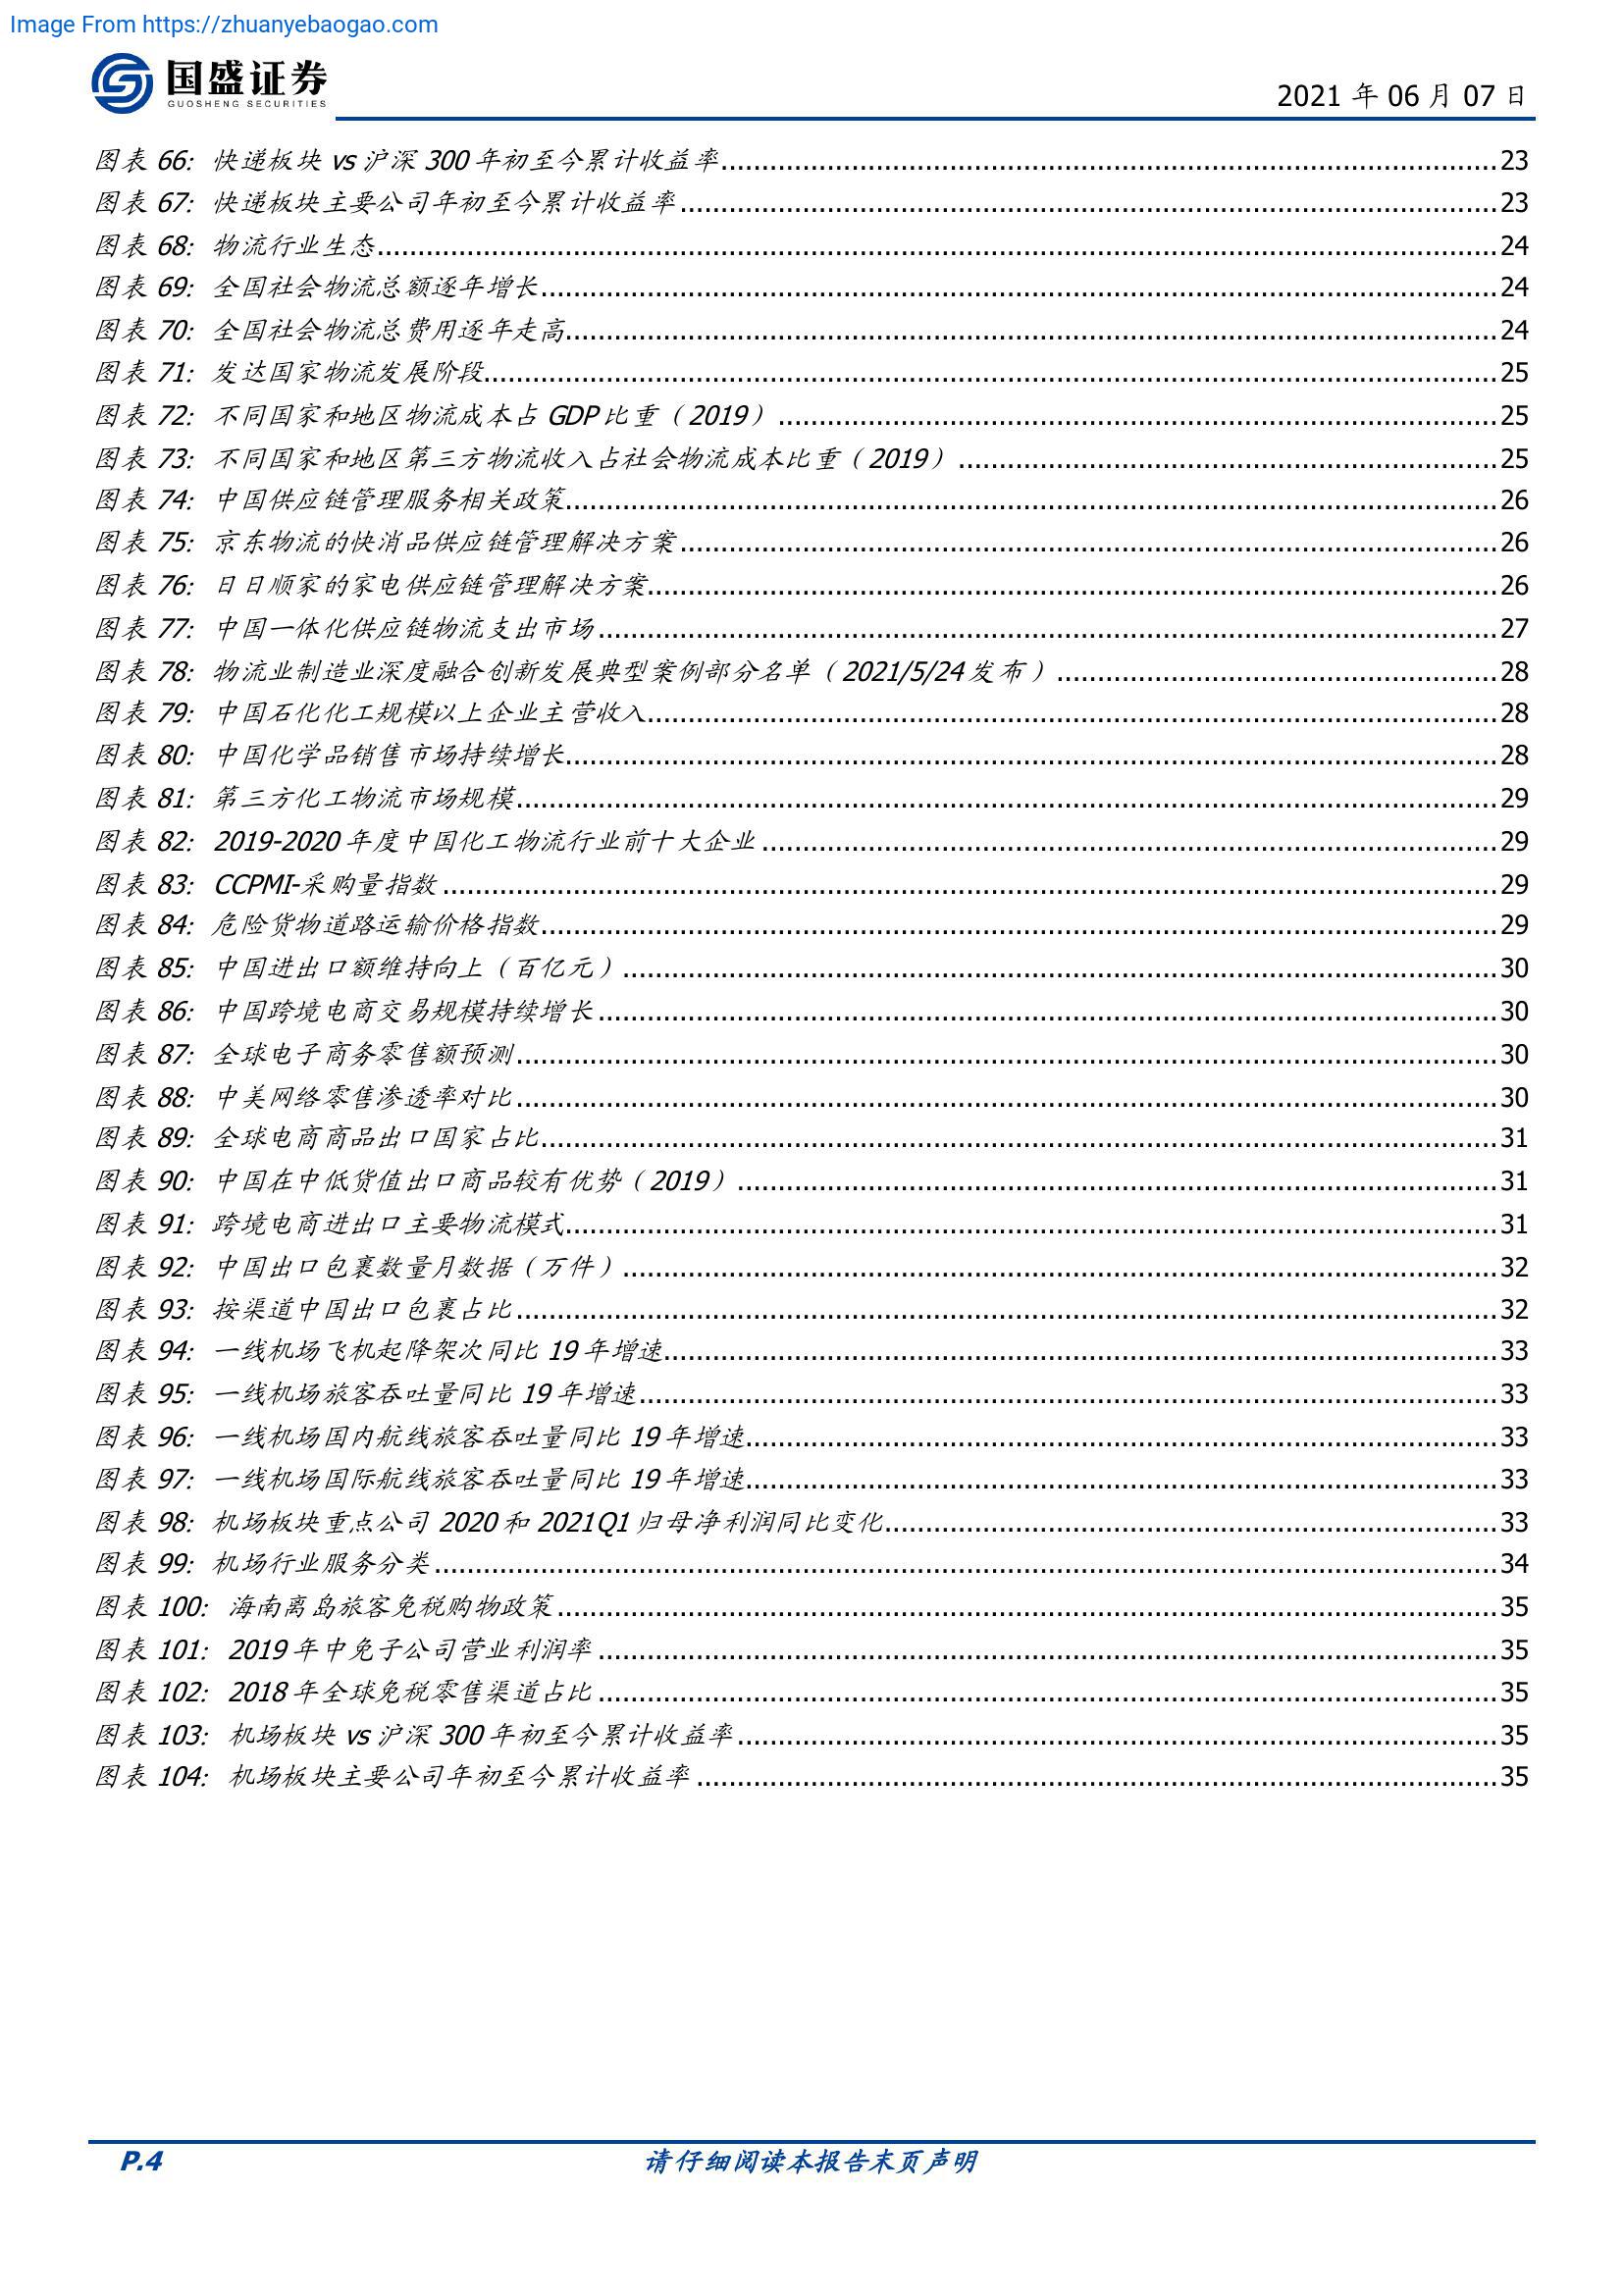 Image From https://zhuanyebaogao.com
国盛证券
GUOSHENG SECURITIES
2021 年 06 月 07 日
图表 66: 快递板块 vs 沪深 300 年初至今累计收益率 23
图表 67: 快递板块主要公司年初至今累计收益率 23
图表 68: 物流行业生态 24
图表 69: 全国社会物流总额逐年增长 24
图表 70: 全国社会物流总费用逐年走高 24
图表 71: 发达国家物流发展阶段 25
图表 72: 不同国家和地区物流成本占 GDP 比重（2019） 25
图表 73: 不同国家和地区第三方物流收入占社会物流成本比重（2019） 25
图表 74: 中国供应链管理服务相关政策 26
图表 75: 京东物流的快消品供应链管理解决方案 26
图表 76: 日日顺家的家电供应链管理解决方案 26
图表 77: 中国一体化供应链物流支出市场 27
图表 78: 物流业制造业深度融合创新发展典型案例部分名单（2021/5/24 发布） 28
图表 79: 中国石化化工规模以上企业主营收入 28
图表 80: 中国化学品销售市场持续增长 28
图表 81: 第三方化工物流市场规模 29
图表 82: 2019-2020 年度中国化工物流行业前十大企业 29
图表 83: CCPMI-采购量指数 29
图表 84: 危险货物道路运输价格指数 29
图表 85: 中国进出口额维持向上（百亿元） 30
图表 86: 中国跨境电商交易规模持续增长 30
图表 87: 全球电子商务零售额预测 30
图表 88: 中美网络零售渗透率对比 30
图表 89: 全球电商商品出口国家占比 31
图表 90: 中国在中低货值出口商品较有优势（2019） 31
图表 91: 跨境电商进出口主要物流模式 31
图表 92: 中国出口包裹数量月数据（万件） 32
图表 93: 按渠道中国出口包裹占比 32
图表 94: 一线机场飞机起降架次同比 19 年增速 33
图表 95: 一线机场旅客吞吐量同比 19 年增速 33
图表 96: 一线机场国内航线旅客吞吐量同比 19 年增速 33
图表 97: 一线机场国际航线旅客吞吐量同比 19 年增速 33
图表 98: 机场板块重点公司 2020 和 2021Q1 归母净利润同比变化 33
图表 99: 机场行业服务分类 34
图表 100: 海南离岛旅客免税购物政策 35
图表 101: 2019 年中免子公司营业利润率 35
图表 102: 2018 年全球免税零售渠道占比 35
图表 103: 机场板块 vs 沪深 300 年初至今累计收益率 35
图表 104: 机场板块主要公司年初至今累计收益率 35
P.4 请仔细阅读本报告末页声明